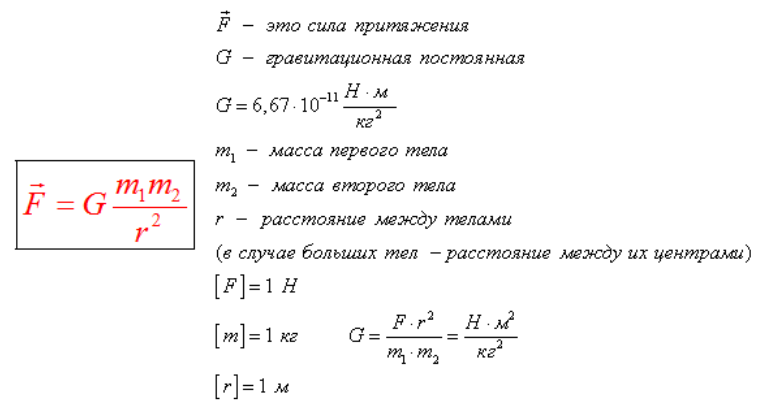 F⃗ – это сила притяжения
G – гравитационная постоянная
G = 6,67·10⁻¹¹ Н·м / кг²
F⃗ = G m₁m₂ / r²
m₁ – масса первого тела
m₂ – масса второго тела
r – расстояние между телами
(в случае больших тел – расстояние между их центрами)
[F] = 1 Н
[m] = 1 кг G = F·r² / m₁·m₂ = Н·м² / кг²
[r] = 1 м